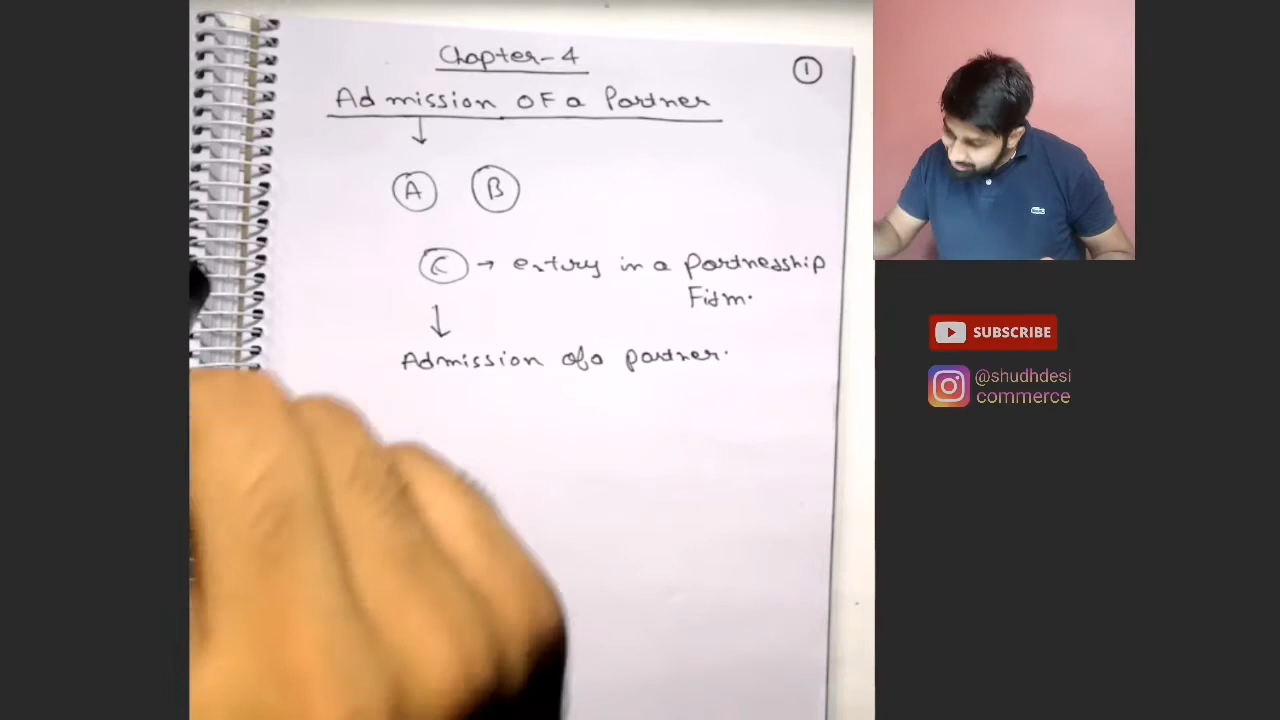 Chapter-4
1
Admission OF a Partner
A B
C → entry in a partnership
Firm.
Admission of a partner.
SUBSCRIBE
@shudhdesi
commerce